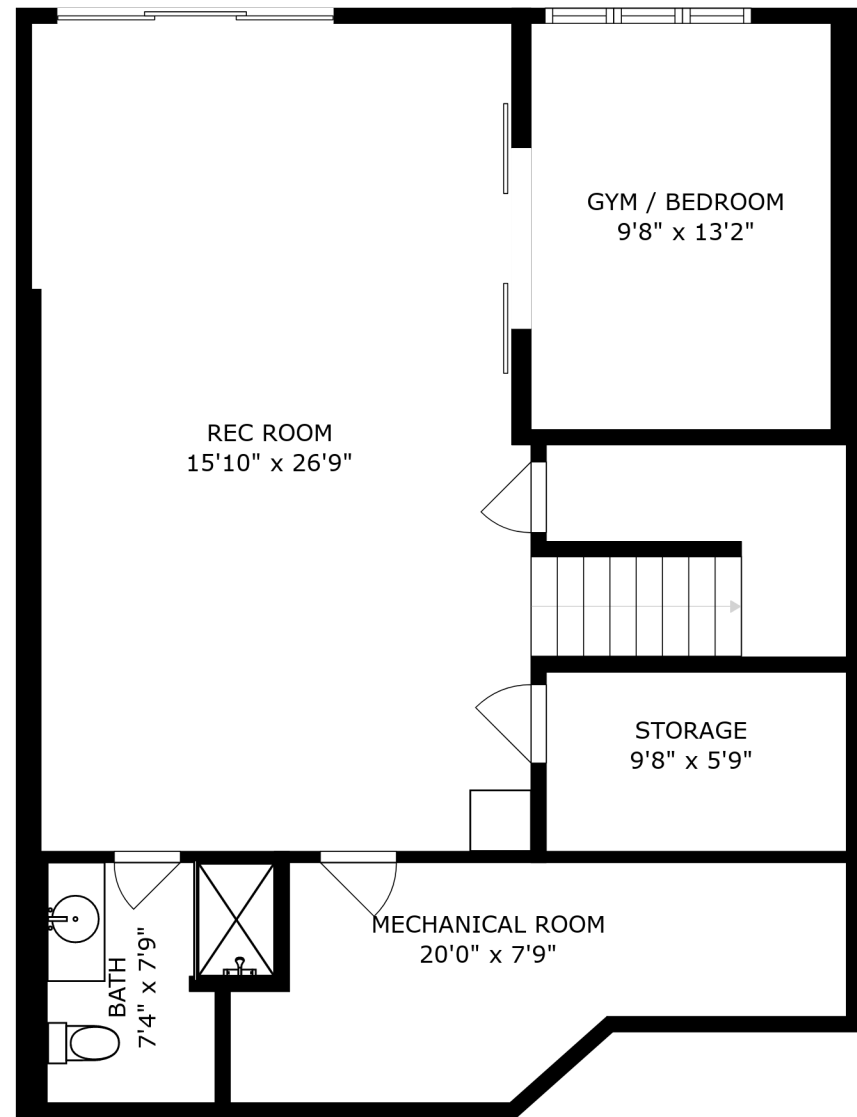 GYM / BEDROOM
9'8" x 13'2"
REC ROOM
15'10" x 26'9"
STORAGE
9'8" x 5'9"
MECHANICAL ROOM
20'0" x 7'9"
BATH
7'4" x 7'9"